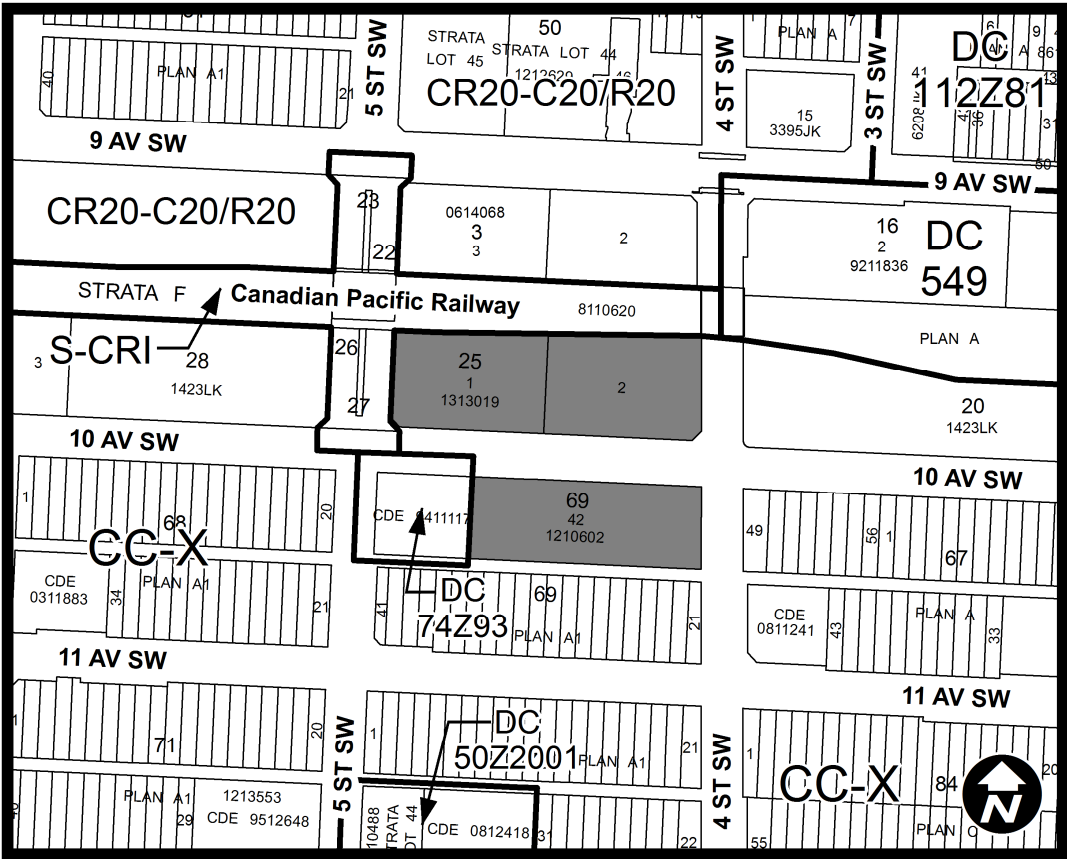 50
STRATA
LOT 45
STRATA LOT 44
1212620
CR20-C20/R20
5 ST SW
4 ST SW
3 ST SW
PLAN A
7
DC
112Z81
6
9
41
31
50
15
3395JK
40
PLAN A1
21
9 AV SW
9 AV SW
CR20-C20/R20
23
22
0614068
3
3
2
16
2
9211836
DC
549
STRATA F
Canadian Pacific Railway
8110620
PLAN A
S-CRI
3
28
1423LK
26
27
25
1
1313019
2
20
1423LK
10 AV SW
10 AV SW
1
20
68
CC-X
CDE 9411117
69
42
1210602
49
56
1
67
CDE
0311883
34
PLAN A1
21
DC
74Z93
41
69
PLAN A1
21
CDE
0811241
43
PLAN A
33
11 AV SW
11 AV SW
1
71
20
5 ST SW
1
DC
50Z2001
PLAN A1
21
4 ST SW
1
CC-X
84
20
N
PLAN A1
29
1213553
CDE 9512648
10488
STRATA
LOT 44
CDE 0812418
31
22
55
PLAN C